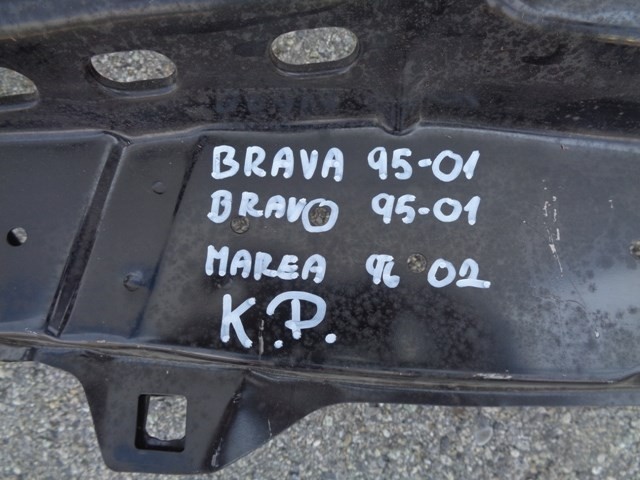 BRAVA 95-01
BRAVO 95-01
MAREA 96 02
K.P.